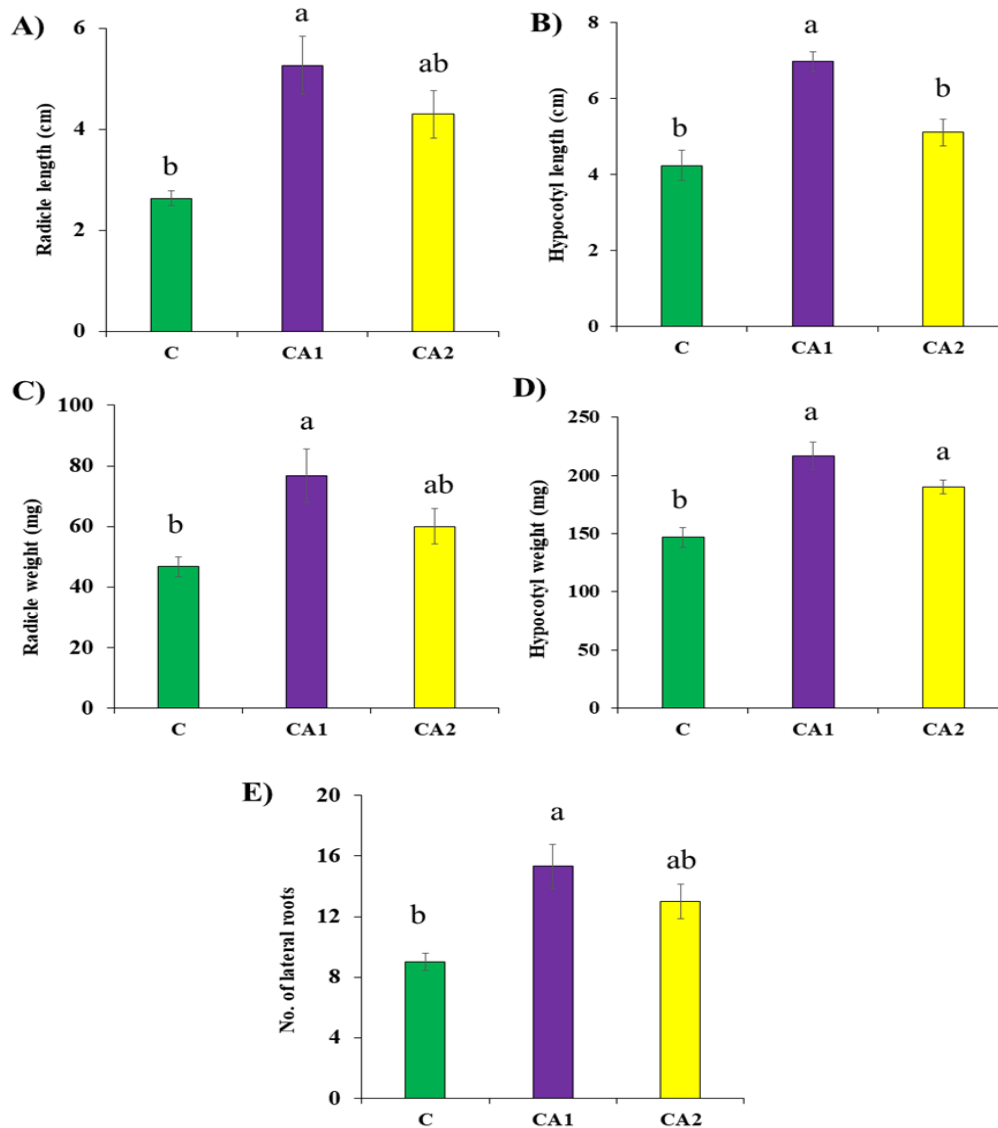 A)
Radicle length (cm)
6
4
2
0
b
a
ab
C CA1 CA2
B)
Hypocotyl length (cm)
8
6
4
2
0
b
a
b
C CA1 CA2
C)
Radicle weight (mg)
100
80
60
40
20
0
b
a
ab
C CA1 CA2
D)
Hypocotyl weight (mg)
250
200
150
100
50
0
b
a
a
C CA1 CA2
E)
No. of lateral roots
20
16
12
8
4
0
b
a
ab
C CA1 CA2